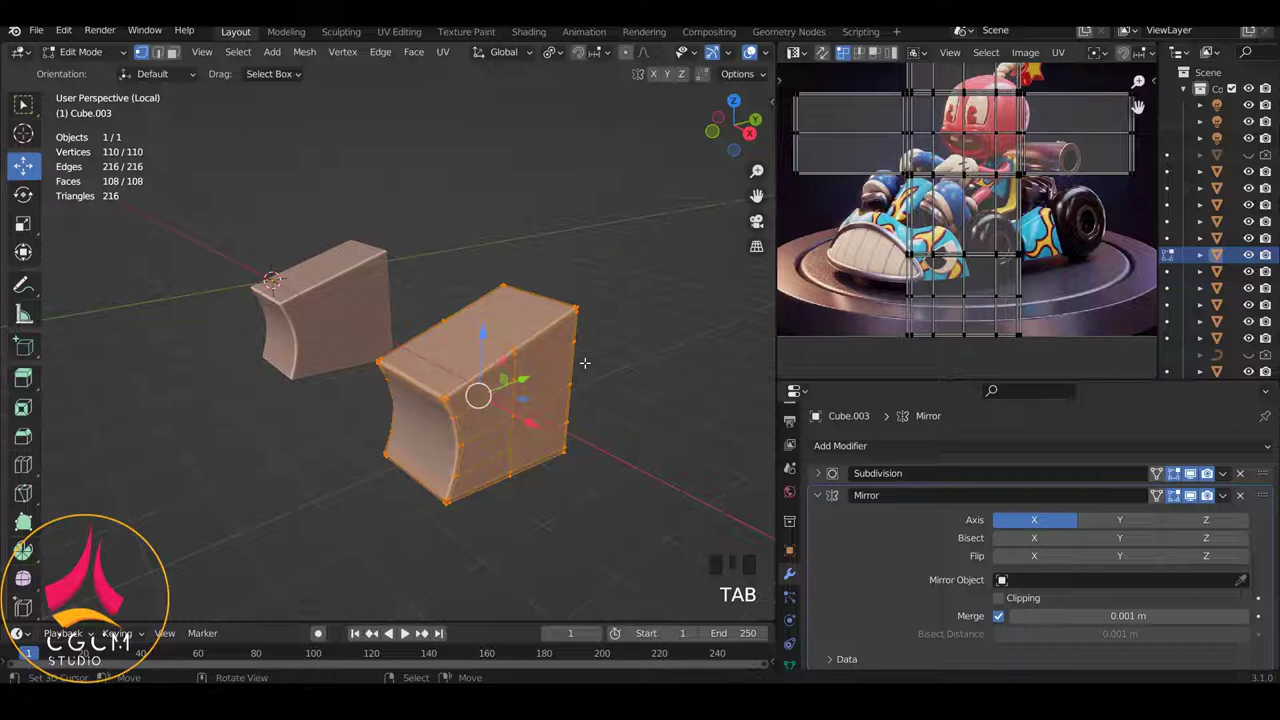 File Edit Render Window Help Layout Modeling Sculpting UV Editing Texture Paint Shading Animation Rendering Compositing Geometry Nodes Scripting Scene ViewLayer
Edit Mode View Select Add Mesh Vertex Edge Face UV Global View Select Image UV
Orientation: Default Drag: Select Box X Y Z Options Scene
User Perspective (Local)
(1) Cube.003
Objects 1 / 1
Vertices 110 / 110
Edges 216 / 216
Faces 108 / 108
Triangles 216
Z
Y
X
TAB
Cube.003 Mirror
Add Modifier
Subdivision
Mirror
Axis X Y Z
Bisect X Y Z
Flip X Y Z
Mirror Object
Clipping
Merge 0.001 m
Bisect Distance 0.001 m
Data
CGCM
STUDIO
Playback Keying View Marker 1 Start 1 End 250
1 20 40 60 80 100 120 140 160 180 200 220 240
Set 3D Cursor Move Rotate View Select Move 3.1.0